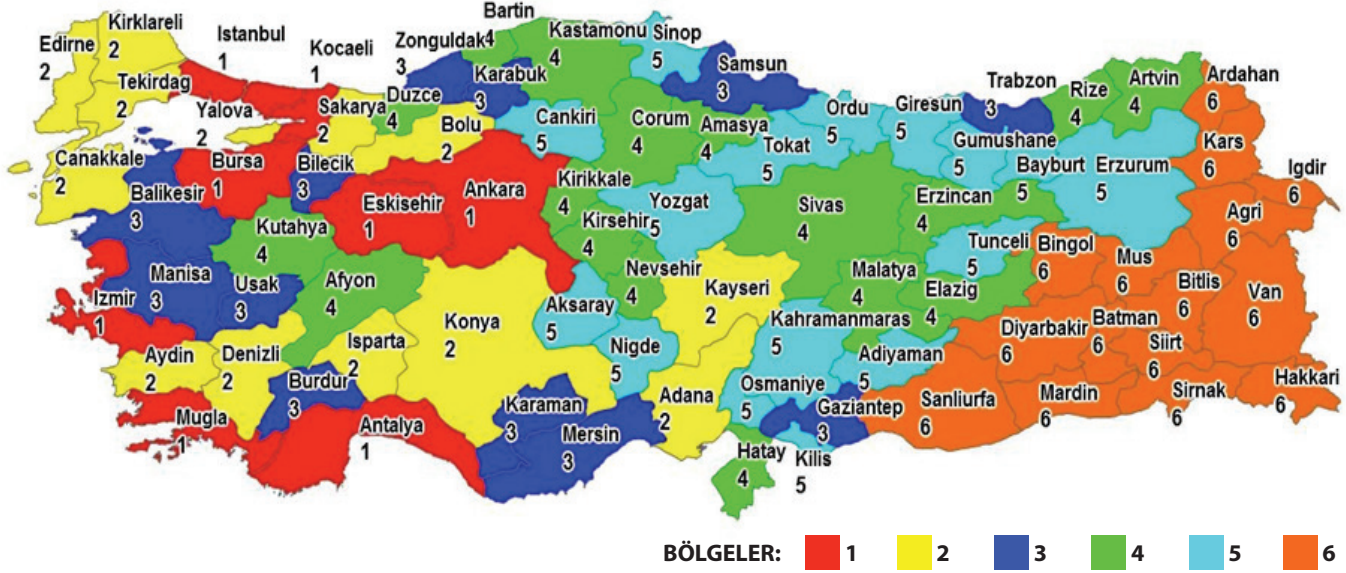 Edirne
2
Kirklareli
2
Tekirdag
2
Istanbul
1
Yalova
2
Kocaeli
1
Sakarya
2
Duzce
4
Zonguldak
3
Bartin
4
Karabuk
3
Bolu
2
Kastamonu
4
Sinop
5
Samsun
3
Cankiri
5
Corum
4
Amasya
4
Tokat
5
Ordu
5
Giresun
5
Trabzon
3
Gumushane
5
Bayburt
5
Rize
4
Artvin
4
Ardahan
6
Kars
6
Igdir
6
Agri
6
Erzurum
5
Canakkale
2
Balikesir
3
Bursa
1
Bilecik
3
Eskisehir
1
Ankara
1
Kirikkale
4
Kirsehir
4
Yozgat
5
Sivas
4
Erzincan
4
Tunceli
5
Bingol
6
Mus
6
Bitlis
6
Van
6
Kutahya
4
Manisa
3
Usak
3
Afyon
4
Izmir
1
Aydin
2
Denizli
2
Isparta
2
Burdur
3
Mugla
1
Antalya
1
Konya
2
Aksaray
5
Nevsehir
4
Kayseri
2
Nigde
5
Karaman
3
Mersin
3
Adana
2
Malatya
4
Elazig
4
Kahramanmaras
5
Adiyaman
5
Osmaniye
5
Gaziantep
3
Hatay
4
Kilis
5
Diyarbakir
6
Batman
6
Siirt
6
Sanliurfa
6
Mardin
6
Sirnak
6
Hakkari
6
BÖLGELER: 1 2 3 4 5 6